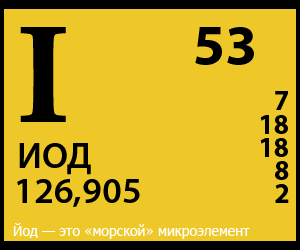 I
53
ИОД
126,905
7
18
18
8
2
Йод — это «морской» микроэлемент